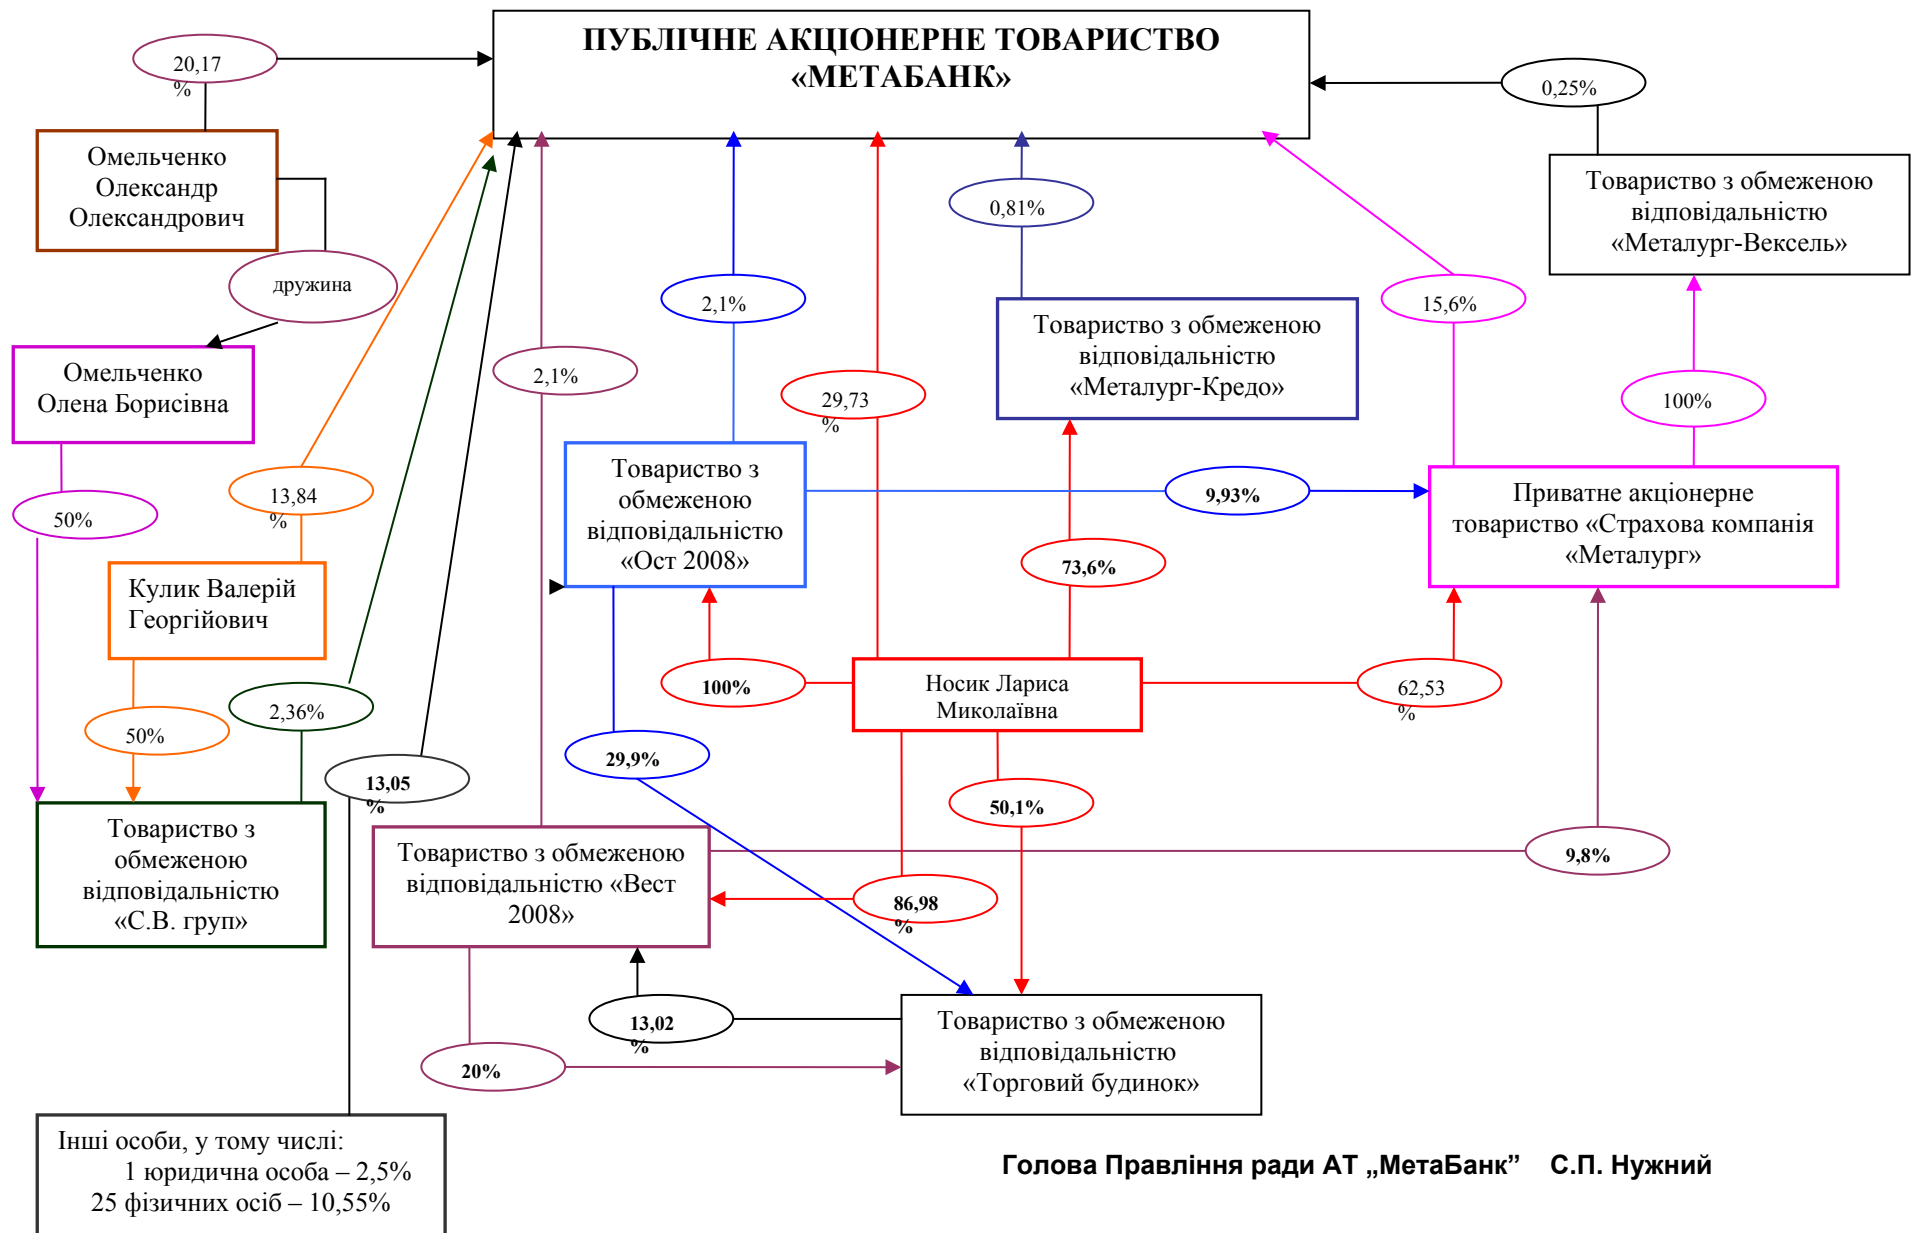 ПУБЛІЧНЕ АКЦІОНЕРНЕ ТОВАРИСТВО
«МЕТАБАНК»
20,17
%
0,25%
Омельченко
Олександр
Олександрович
Товариство з обмеженою
відповідальністю
«Металург-Вексель»
0,81%
дружина
2,1%
15,6%
Товариство з обмеженою
відповідальністю
«Металург-Кредо»
Омельченко
Олена Борисівна
2,1%
29,73
%
100%
Товариство з
обмеженою
відповідальністю
«Ост 2008»
9,93%
Приватне акціонерне
товариство «Страхова компанія
«Металург»
13,84
%
50%
73,6%
Кулик Валерій
Георгійович
100%
Носик Лариса
Миколаївна
62,53
%
2,36%
50%
29,9%
13,05
%
50,1%
Товариство з
обмеженою
відповідальністю
«С.В. груп»
Товариство з обмеженою
відповідальністю «Вест
2008»
9,8%
86,98
%
13,02
%
Товариство з обмеженою
відповідальністю
«Торговий будинок»
20%
Інші особи, у тому числі:
1 юридична особа – 2,5%
25 фізичних осіб – 10,55%
Голова Правління ради АТ „МетаБанк” С.П. Нужний